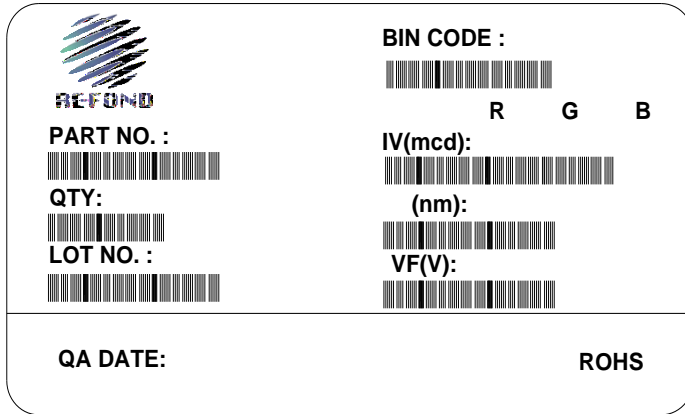 REFOND
PART NO. :
QTY:
LOT NO. :
BIN CODE :
R G B
IV(mcd):
(nm):
VF(V):
QA DATE:
ROHS